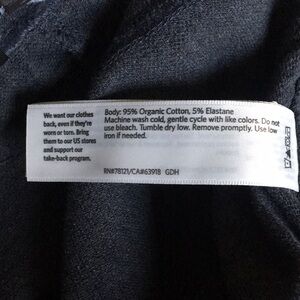 We want our clothes
back, even if they're
worn or torn. Bring
them to our US stores
and support our
take-back program.
Body: 95% Organic Cotton, 5% Elastane
Machine wash cold, gentle cycle with like colors. Do not
use bleach. Tumble dry low. Remove promptly. Use low
iron if needed.
RN#78121/CA#63918 GDH